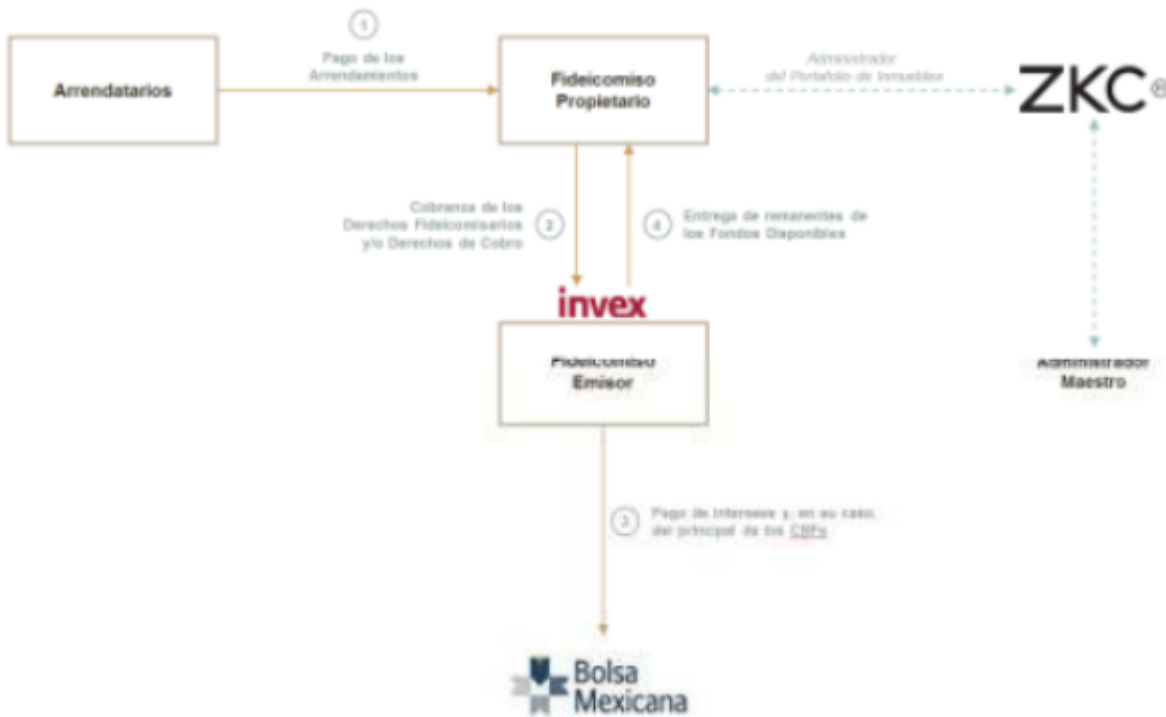 1
Pago de los
Arrendamientos
Arrendatarios
Fideicomiso
Propietario
Administrador
del Portafolio de Inmuebles
ZKC®
Cobranza de los
Derechos Fideicomisarios
y/o Derechos de Cobro
2
4
Entrega de remanentes de
los Fondos Disponibles
invex
Fideicomiso
Emisor
Administrador
Maestro
3
Pago de Intereses y, en su caso,
del principal de los CBFs
Bolsa
Mexicana